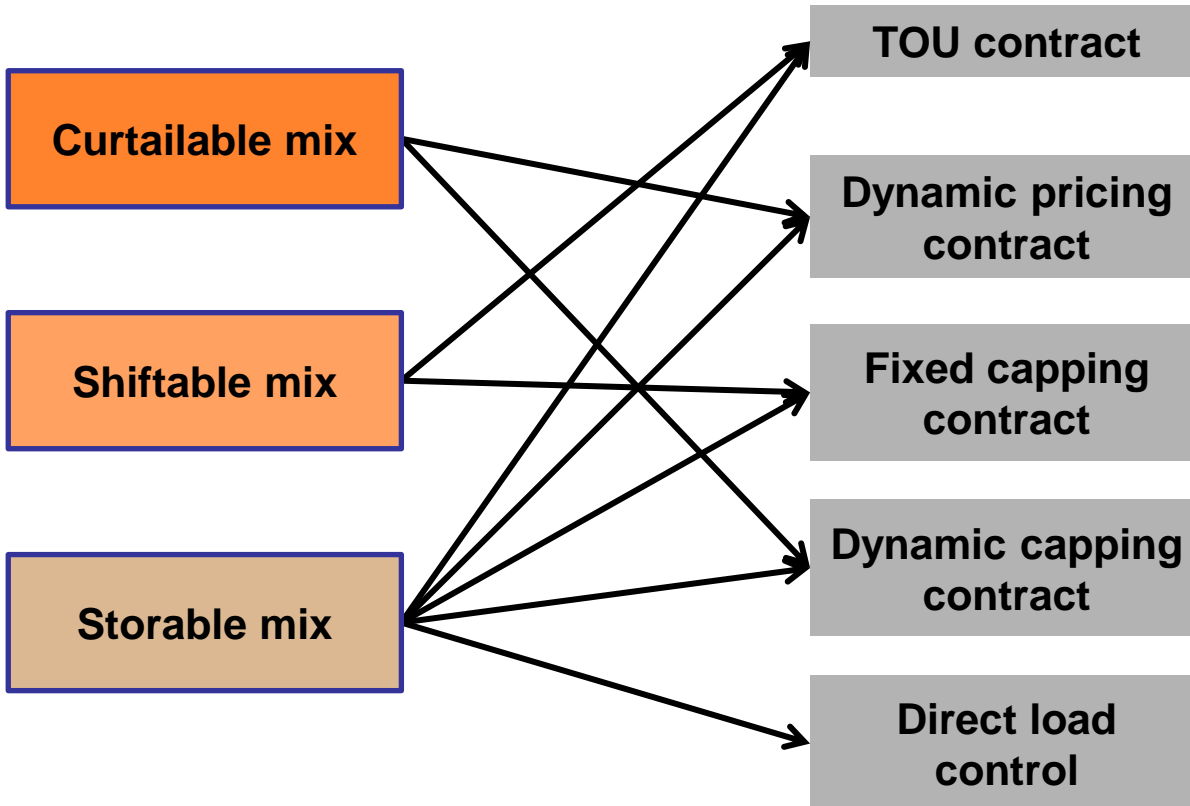 Curtailable mix
Shiftable mix
Storable mix
TOU contract
Dynamic pricing
contract
Fixed capping
contract
Dynamic capping
contract
Direct load
control